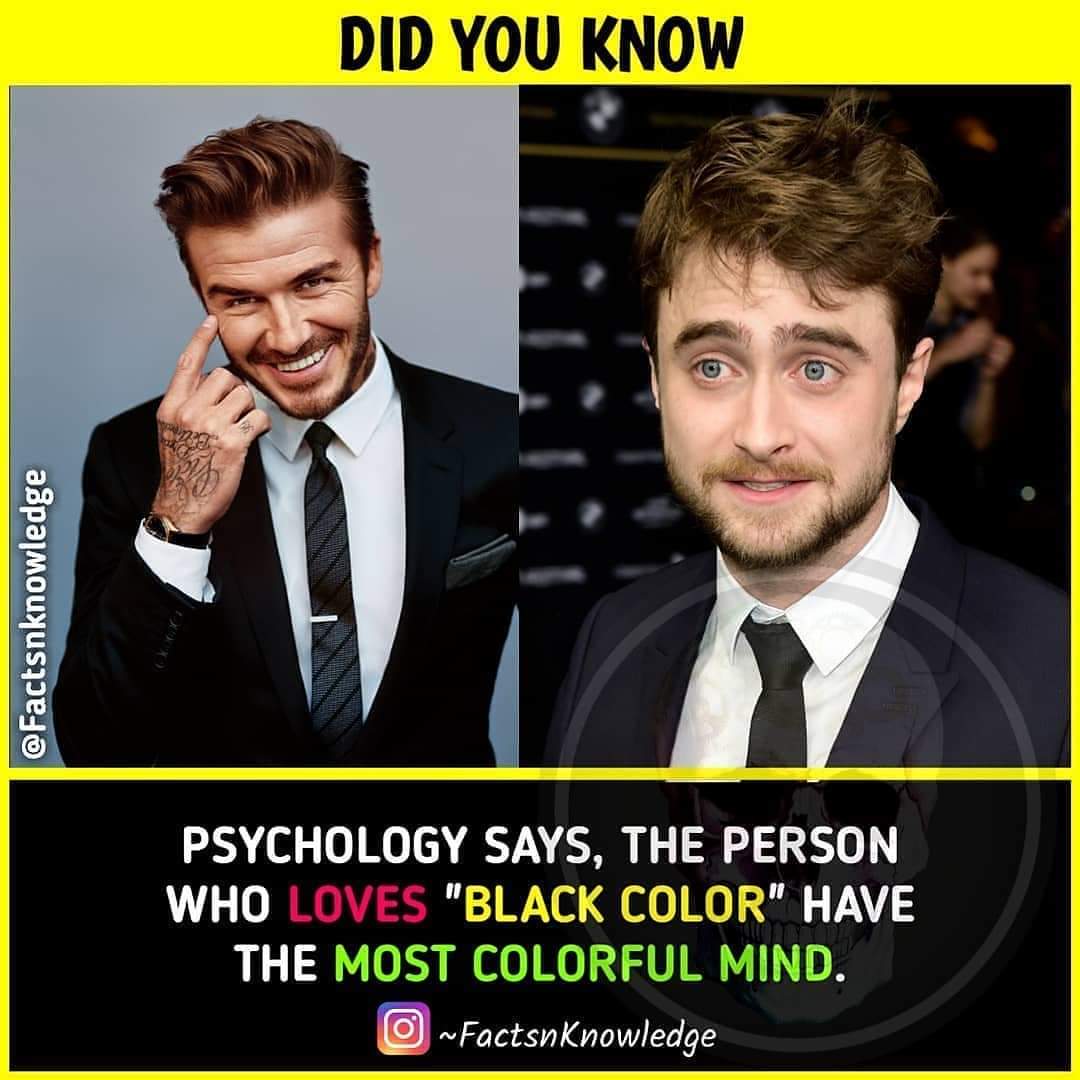 DID YOU KNOW
@Factsnknowledge
PSYCHOLOGY SAYS, THE PERSON
WHO LOVES "BLACK COLOR" HAVE
THE MOST COLORFUL MIND.
~FactsnKnowledge